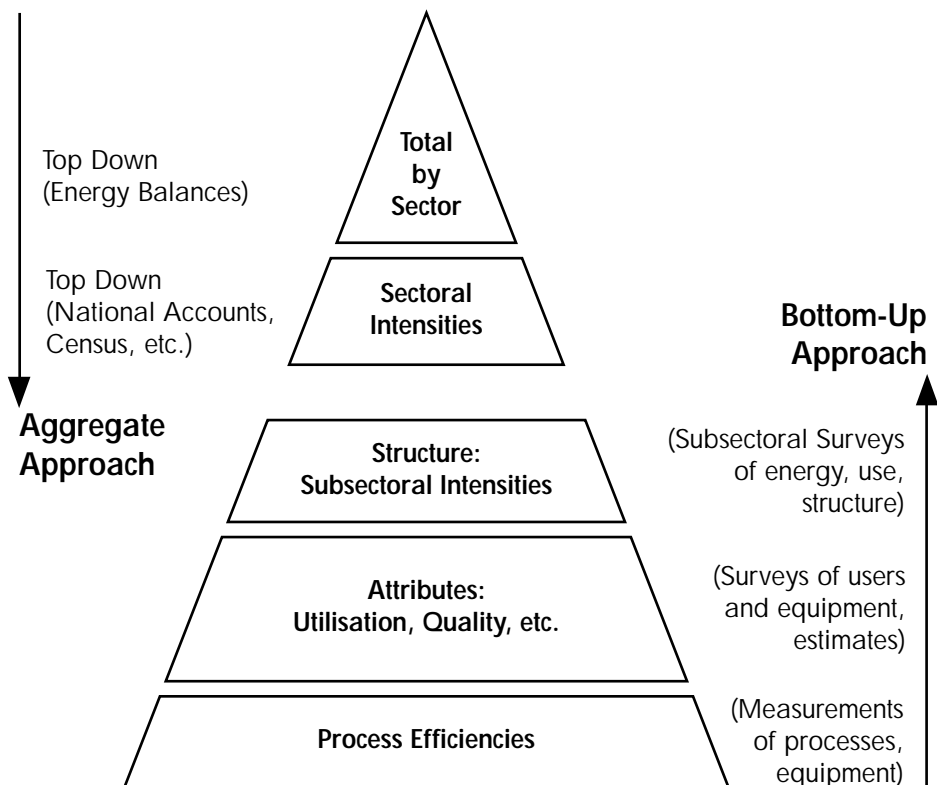 Total
by
Sector
Top Down
(Energy Balances)
Top Down
(National Accounts,
Census, etc.)
Sectoral
Intensities
Bottom-Up
Approach
Aggregate
Approach
Structure:
Subsectoral Intensities
(Subsectoral Surveys
of energy, use,
structure)
Attributes:
Utilisation, Quality, etc.
(Surveys of users
and equipment,
estimates)
Process Efficiencies
(Measurements
of processes,
equipment)